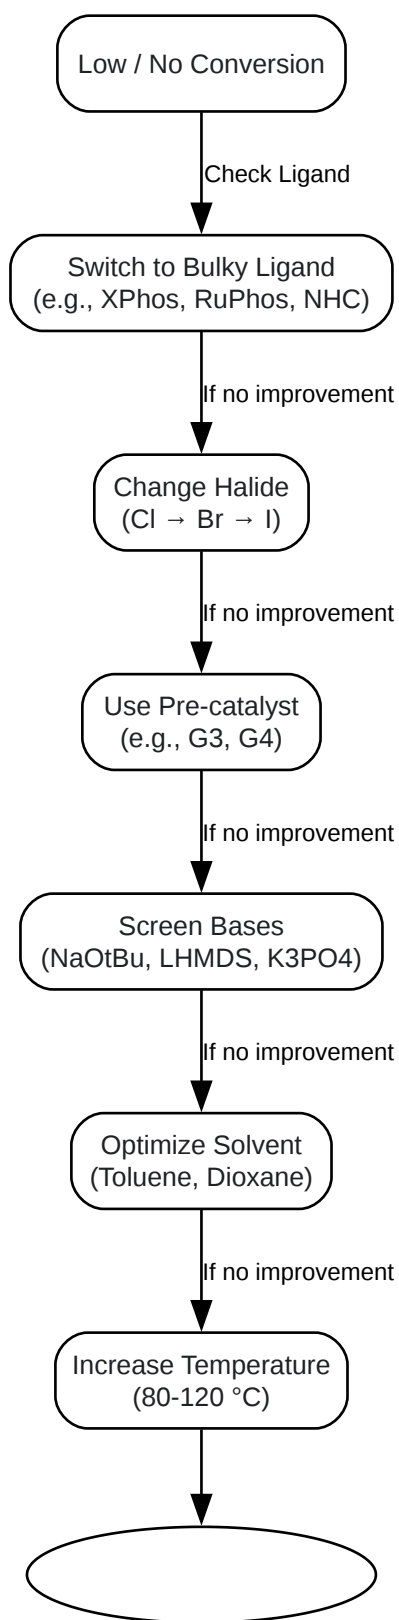 Low / No Conversion
Check Ligand
Switch to Bulky Ligand
(e.g., XPhos, RuPhos, NHC)
If no improvement
Change Halide
(Cl → Br → I)
If no improvement
Use Pre-catalyst
(e.g., G3, G4)
If no improvement
Screen Bases
(NaOtBu, LHMDS, K3PO4)
If no improvement
Optimize Solvent
(Toluene, Dioxane)
If no improvement
Increase Temperature
(80-120 °C)